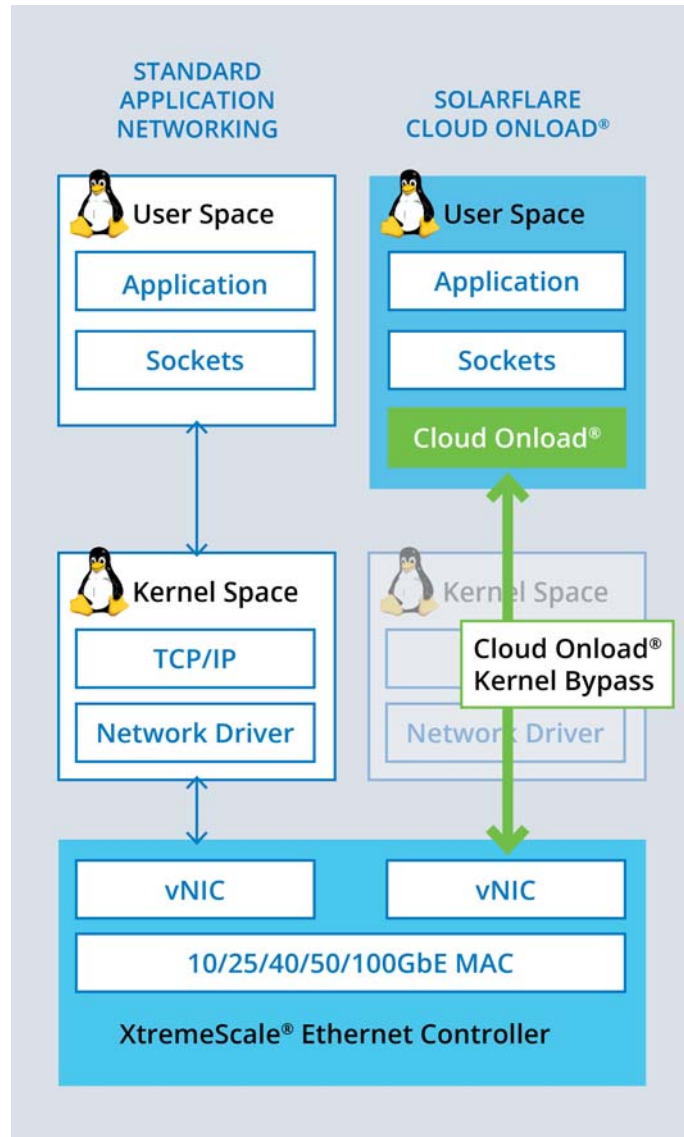 STANDARD
APPLICATION
NETWORKING
User Space
Application
Sockets
Kernel Space
TCP/IP
Network Driver
SOLARFLARE
CLOUD ONLOAD®
User Space
Application
Sockets
Cloud Onload®
Kernel Space
Cloud Onload®
Kernel Bypass
Network Driver
vNIC
vNIC
10/25/40/50/100GbE MAC
XtremeScale® Ethernet Controller